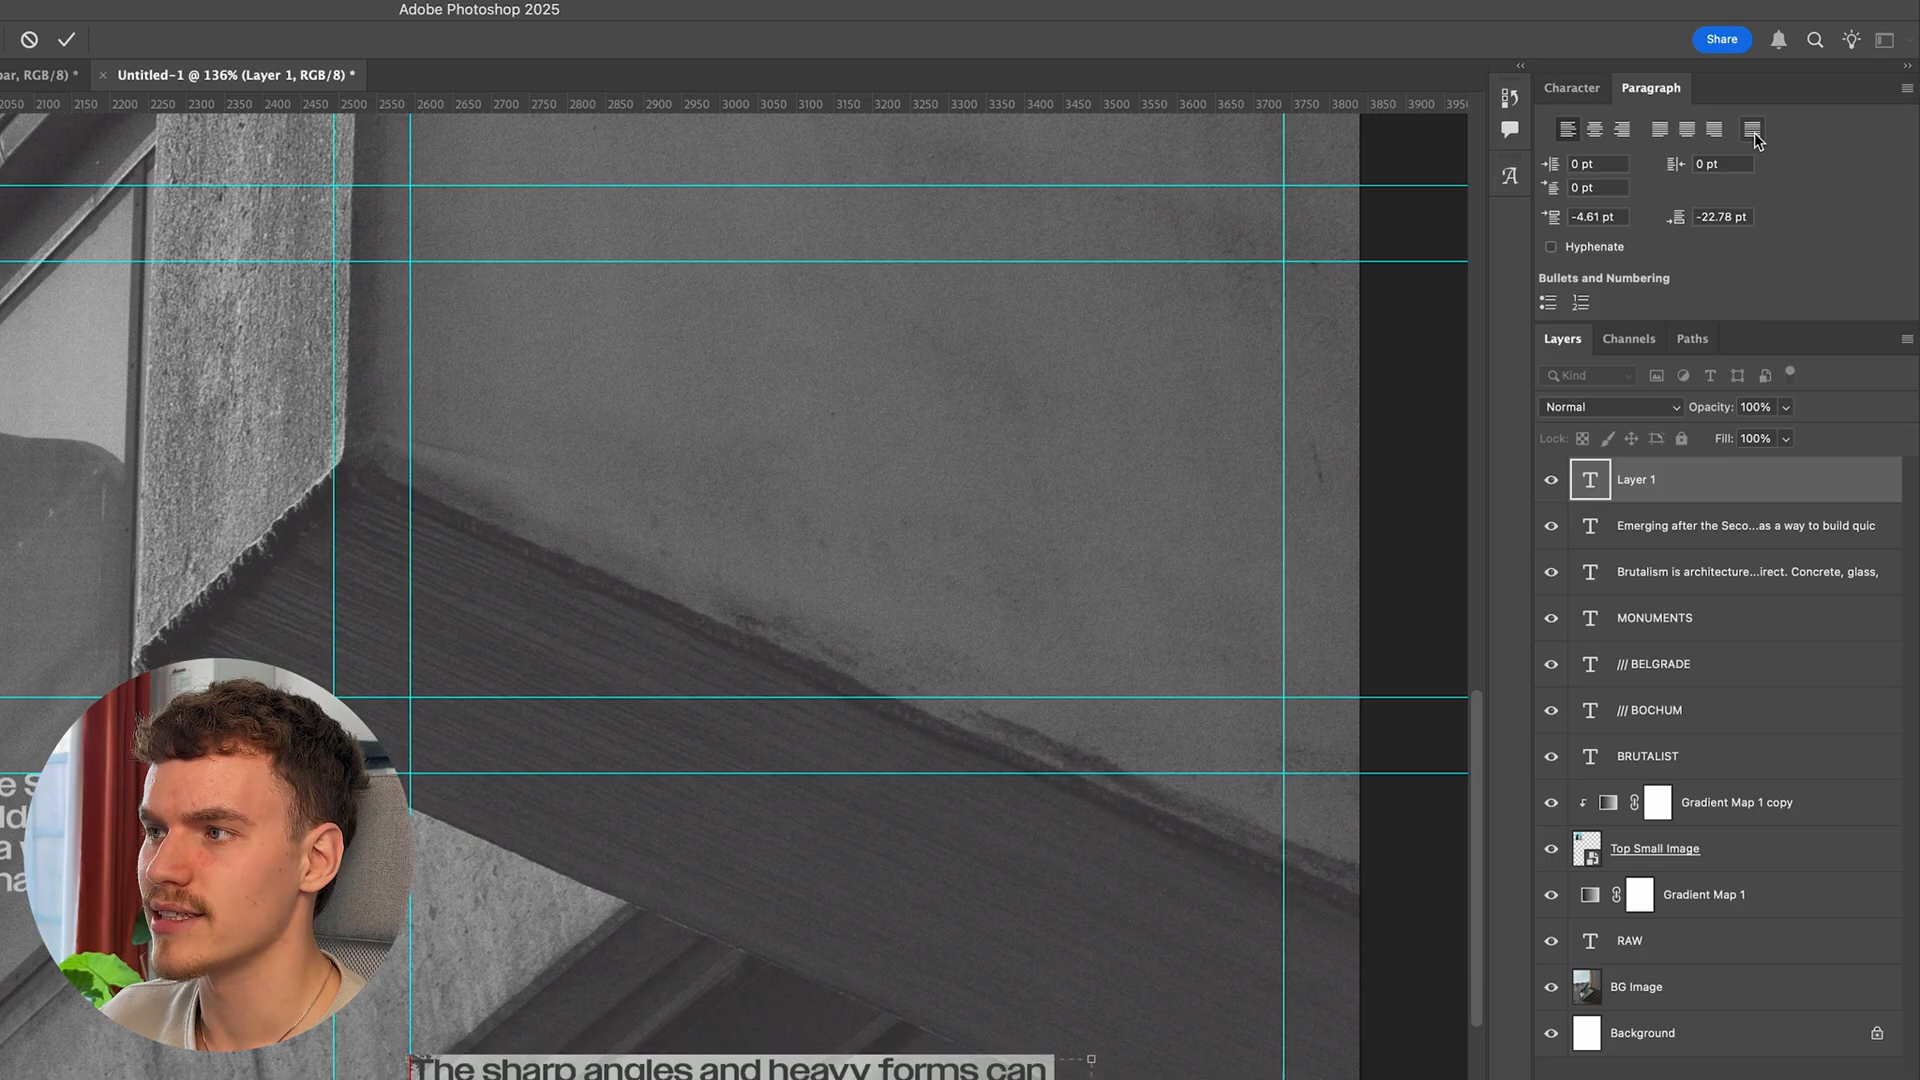 Adobe Photoshop 2025
Share
bar, RGB/8) *
× Untitled-1 @ 136% (Layer 1, RGB/8) *
2050 2100 2150 2200 2250 2300 2350 2400 2450 2500 2550 2600 2650 2700 2750 2800 2850 2900 2950 3000 3050 3100 3150 3200 3250 3300 3350 3400 3450 3500 3550 3600 3650 3700 3750 3800 3850 3900 3950
Character Paragraph
0 pt 0 pt
0 pt
-4.61 pt -22.78 pt
Hyphenate
Bullets and Numbering
Layers Channels Paths
Kind
Normal Opacity: 100%
Lock: Fill: 100%
Layer 1
Emerging after the Seco...as a way to build quic
Brutalism is architecture...irect. Concrete, glass,
MONUMENTS
/// BELGRADE
/// BOCHUM
BRUTALIST
Gradient Map 1 copy
Top Small Image
Gradient Map 1
RAW
BG Image
Background
The sharp angles and heavy forms can